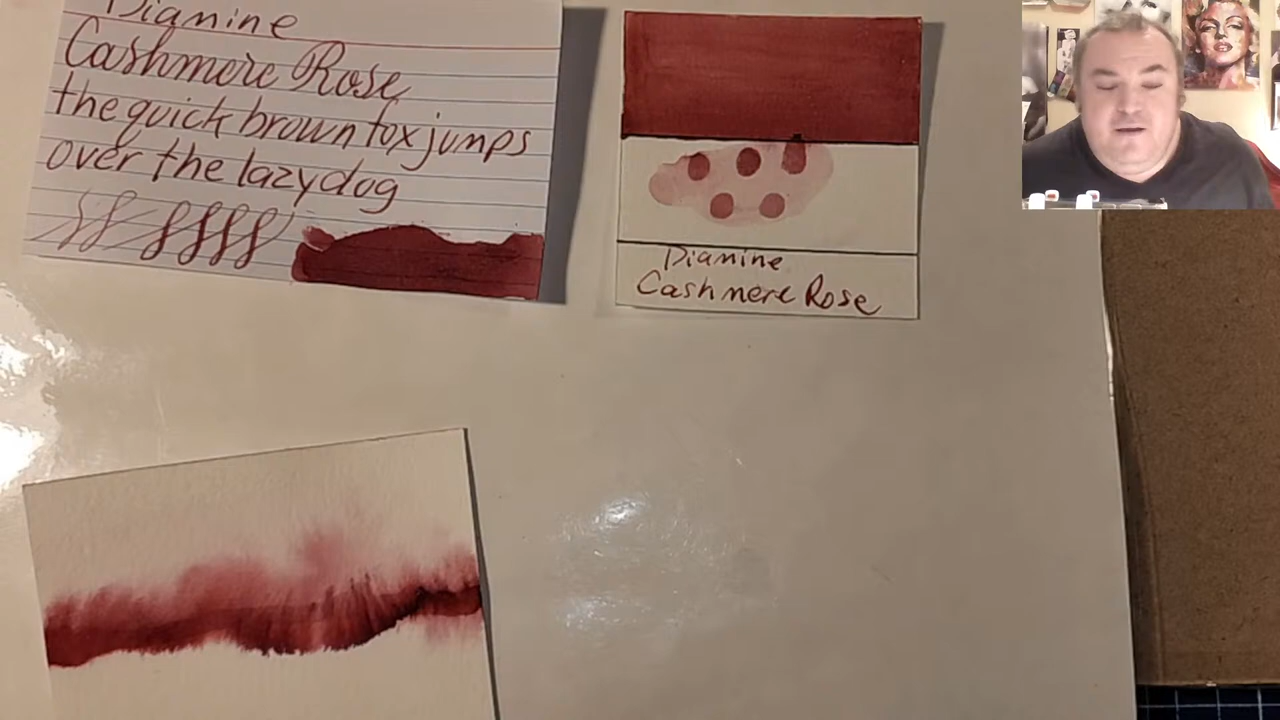 Diamine
Cashmere Rose
the quick brown fox jumps
over the lazy dog
Diamine
Cashmere Rose